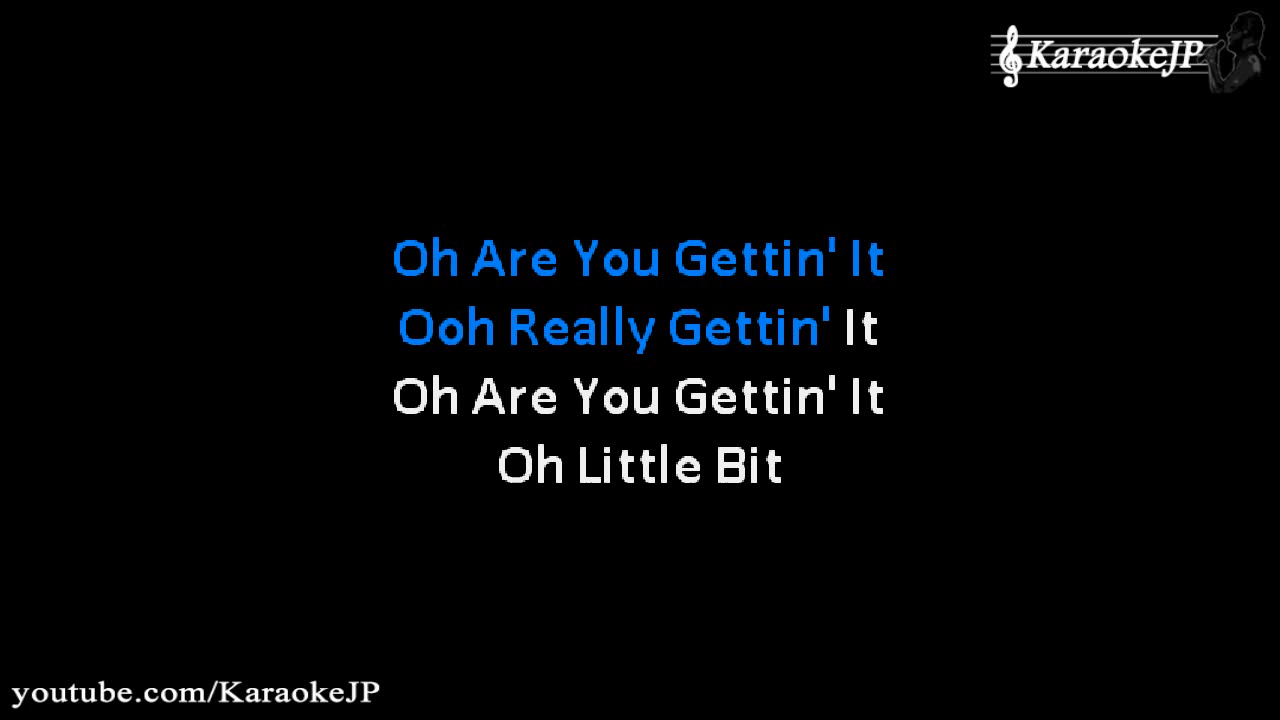 KaraokeJP
Oh Are You Gettin' It
Ooh Really Gettin' It
Oh Are You Gettin' It
Oh Little Bit
youtube.com/KaraokeJP